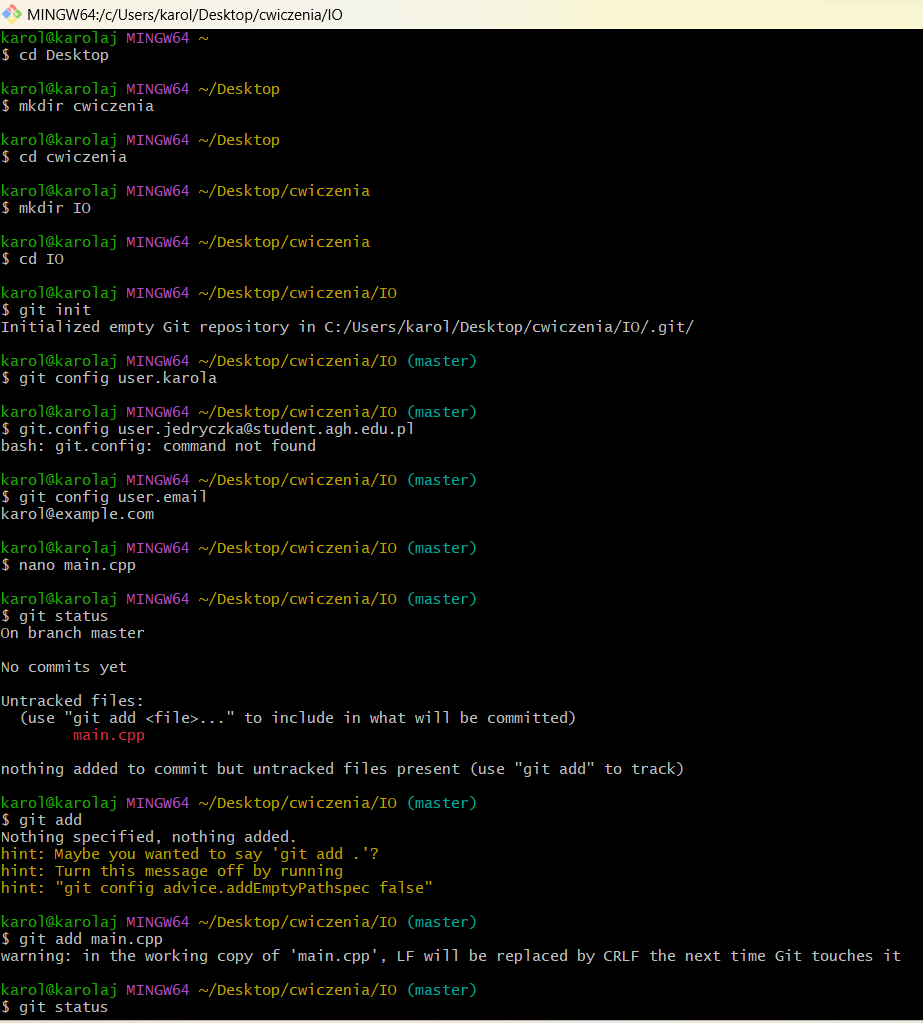 MINGW64:/c/Users/karol/Desktop/cwiczenia/IO
karol@karolaj MINGW64 ~
$ cd Desktop
karol@karolaj MINGW64 ~/Desktop
$ mkdir cwiczenia
karol@karolaj MINGW64 ~/Desktop
$ cd cwiczenia
karol@karolaj MINGW64 ~/Desktop/cwiczenia
$ mkdir IO
karol@karolaj MINGW64 ~/Desktop/cwiczenia
$ cd IO
karol@karolaj MINGW64 ~/Desktop/cwiczenia/IO
$ git init
Initialized empty Git repository in C:/Users/karol/Desktop/cwiczenia/IO/.git/
karol@karolaj MINGW64 ~/Desktop/cwiczenia/IO (master)
$ git config user.karola
karol@karolaj MINGW64 ~/Desktop/cwiczenia/IO (master)
$ git.config user.jedryczka@student.agh.edu.pl
bash: git.config: command not found
karol@karolaj MINGW64 ~/Desktop/cwiczenia/IO (master)
$ git config user.email
karol@example.com
karol@karolaj MINGW64 ~/Desktop/cwiczenia/IO (master)
$ nano main.cpp
karol@karolaj MINGW64 ~/Desktop/cwiczenia/IO (master)
$ git status
On branch master
No commits yet
Untracked files:
  (use "git add <file>..." to include in what will be committed)
        main.cpp
nothing added to commit but untracked files present (use "git add" to track)
karol@karolaj MINGW64 ~/Desktop/cwiczenia/IO (master)
$ git add
Nothing specified, nothing added.
hint: Maybe you wanted to say 'git add .'?
hint: Turn this message off by running
hint: "git config advice.addEmptyPathspec false"
karol@karolaj MINGW64 ~/Desktop/cwiczenia/IO (master)
$ git add main.cpp
warning: in the working copy of 'main.cpp', LF will be replaced by CRLF the next time Git touches it
karol@karolaj MINGW64 ~/Desktop/cwiczenia/IO (master)
$ git status